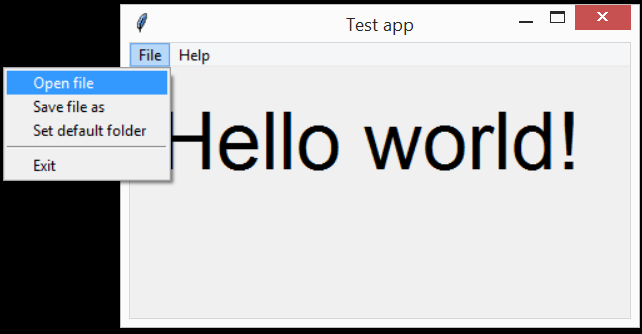 Test app
File Help
Open file
Save file as
Set default folder
Exit
Hello world!